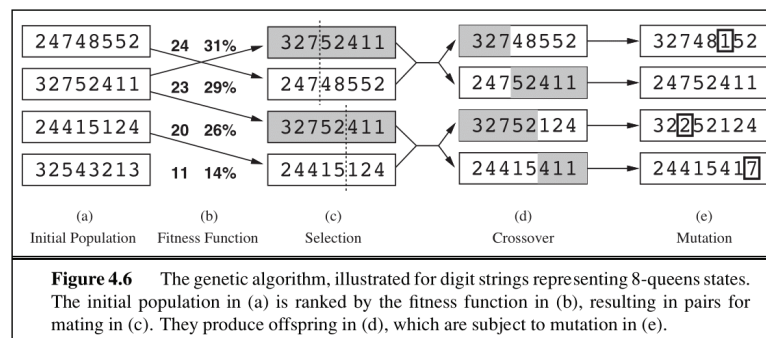 24748552 24 31% 32752411 32748552 32748152
32752411 23 29% 24748552 24752411 24752411
24415124 20 26% 32752411 32752124 32252124
32543213 11 14% 24415124 24415411 24415417
(a) (b) (c) (d) (e)
Initial Population Fitness Function Selection Crossover Mutation
Figure 4.6 The genetic algorithm, illustrated for digit strings representing 8-queens states.
The initial population in (a) is ranked by the fitness function in (b), resulting in pairs for
mating in (c). They produce offspring in (d), which are subject to mutation in (e).